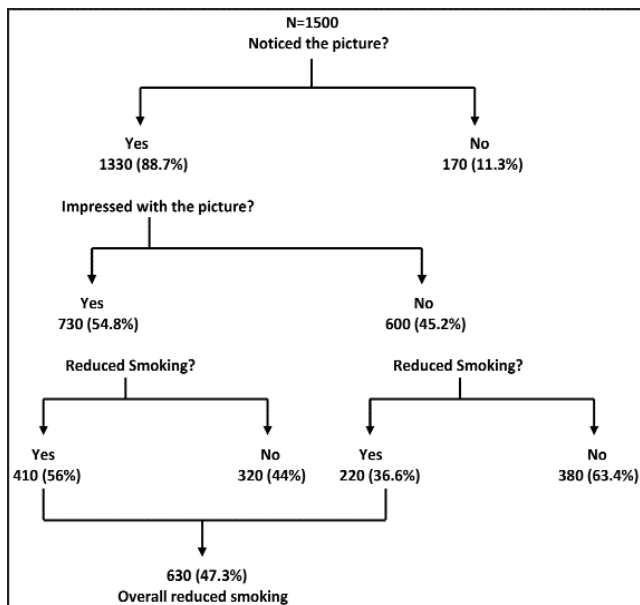 N=1500
Noticed the picture?
Yes
1330 (88.7%)
No
170 (11.3%)
Impressed with the picture?
Yes
730 (54.8%)
No
600 (45.2%)
Reduced Smoking?
Reduced Smoking?
Yes
410 (56%)
No
320 (44%)
Yes
220 (36.6%)
No
380 (63.4%)
630 (47.3%)
Overall reduced smoking